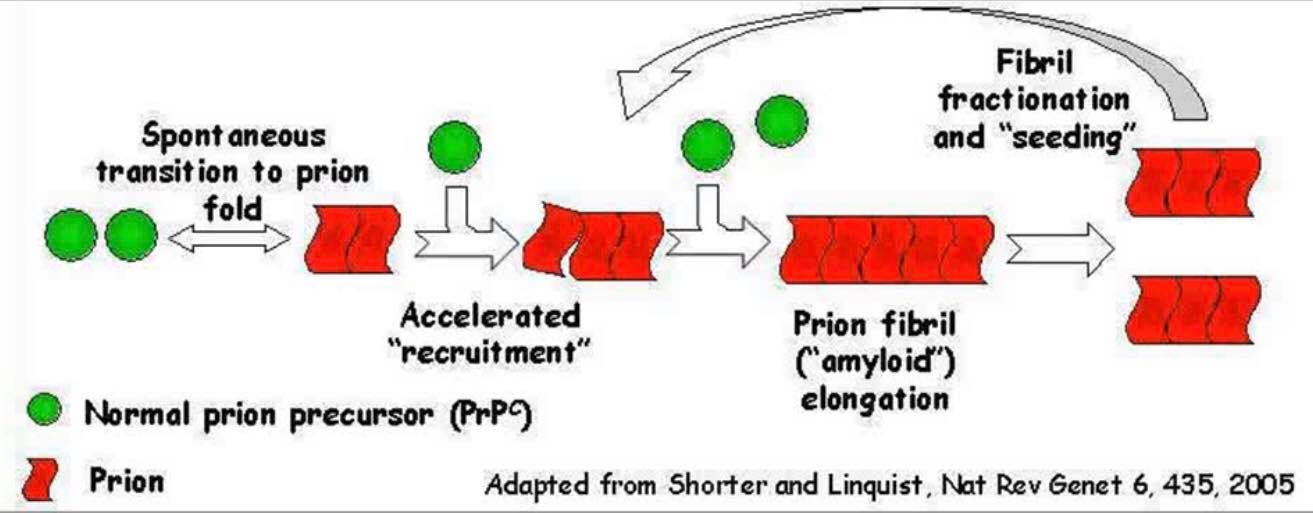 Spontaneous
transition to prion
fold
Accelerated
"recruitment"
Prion fibril
("amyloid")
elongation
Fibril
fractionation
and "seeding"
Normal prion precursor (PrPᶜ)
Prion
Adapted from Shorter and Linquist, Nat Rev Genet 6, 435, 2005